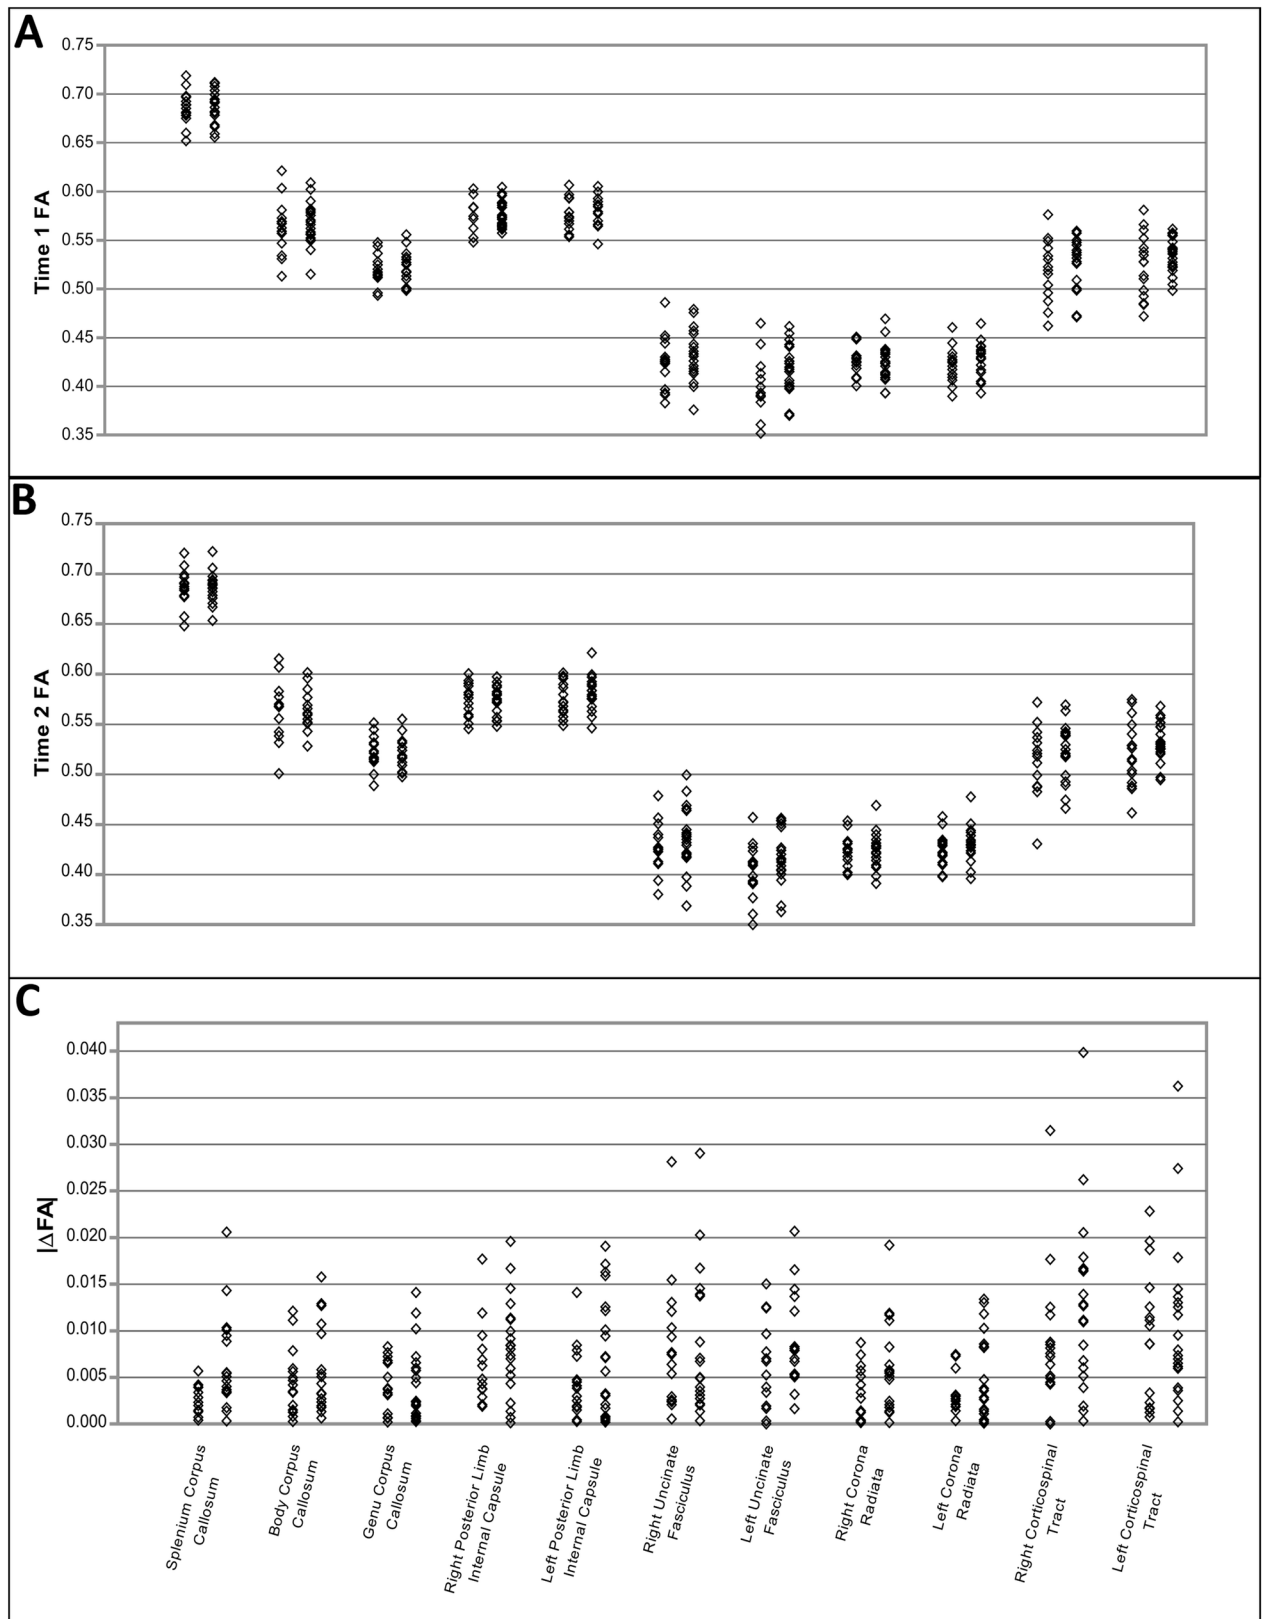 A
0.75
0.70
0.65
0.60
0.55
0.50
0.45
0.40
0.35
Time 1 FA
B
0.75
0.70
0.65
0.60
0.55
0.50
0.45
0.40
0.35
Time 2 FA
C
0.040
0.035
0.030
0.025
0.020
0.015
0.010
0.005
0.000
|ΔFA|
Splenium Corpus
Callosum
Body Corpus
Callosum
Genu Corpus
Callosum
Right Posterior Limb
Internal Capsule
Left Posterior Limb
Internal Capsule
Right Uncinate
Fasciculus
Left Uncinate
Fasciculus
Right Corona
Radiata
Left Corona
Radiata
Right Corticospinal
Tract
Left Corticospinal
Tract